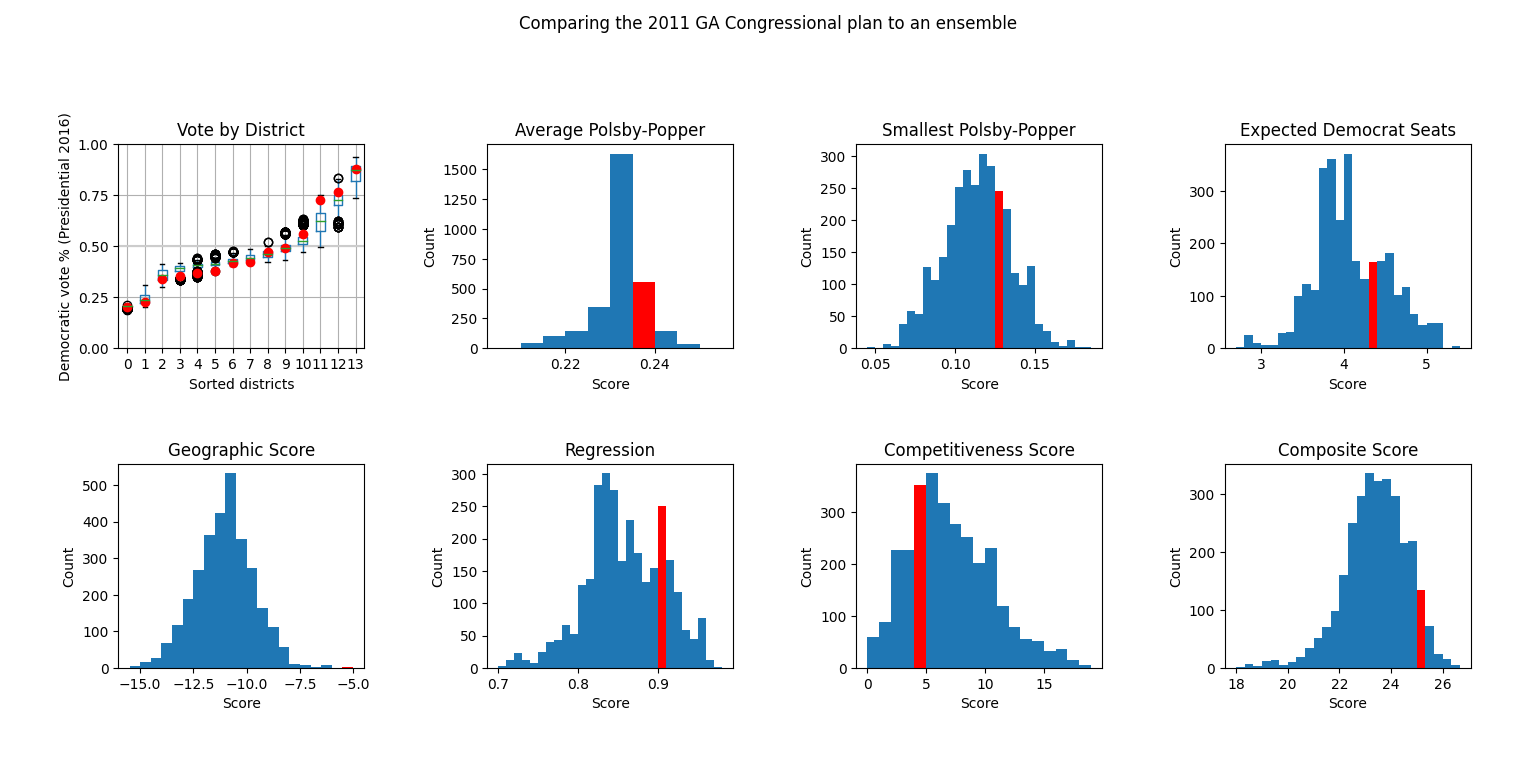 Comparing the 2011 GA Congressional plan to an ensemble
Vote by District
Democratic vote % (Presidential 2016)
1.00
0.75
0.50
0.25
0.00
0 1 2 3 4 5 6 7 8 9 10 11 12 13
Sorted districts
Average Polsby-Popper
Count
1500
1250
1000
750
500
250
0
0.22 0.24
Score
Smallest Polsby-Popper
Count
300
250
200
150
100
50
0
0.05 0.10 0.15
Score
Expected Democrat Seats
Count
300
200
100
0
3 4 5
Score
Geographic Score
Count
500
400
300
200
100
0
−15.0 −12.5 −10.0 −7.5 −5.0
Score
Regression
Count
300
250
200
150
100
50
0
0.7 0.8 0.9
Score
Competitiveness Score
Count
300
200
100
0
0 5 10 15
Score
Composite Score
Count
300
200
100
0
18 20 22 24 26
Score